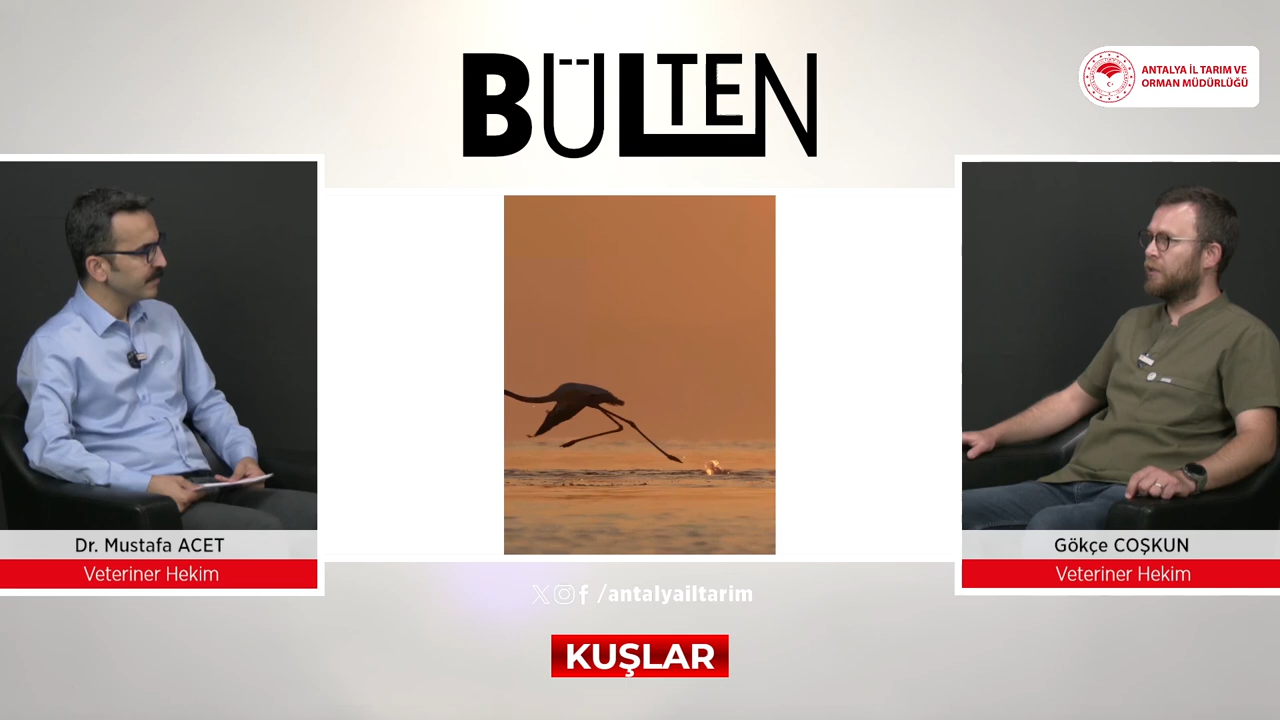 BÜLTEN
ANTALYA İL TARIM VE
ORMAN MÜDÜRLÜĞÜ
Dr. Mustafa ACET
Veteriner Hekim
Gökçe COŞKUN
Veteriner Hekim
/antalyailtarim
KUŞLAR